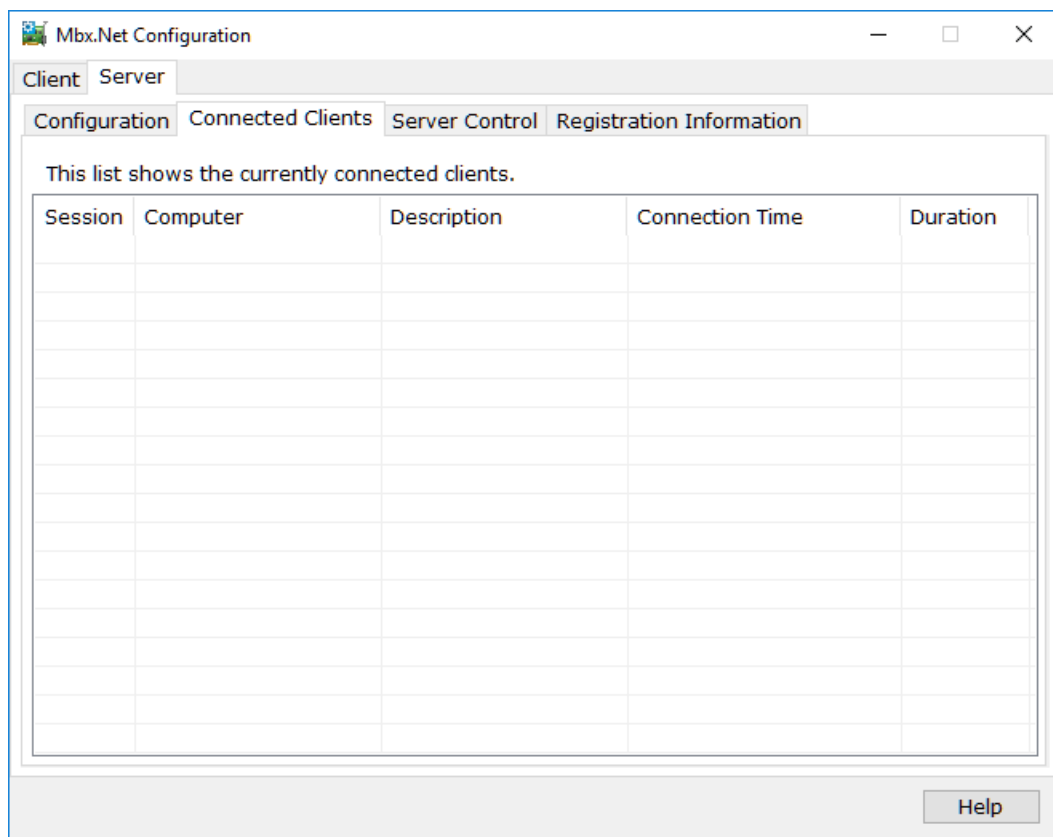 Mbx.Net Configuration
Client Server
Configuration Connected Clients Server Control Registration Information
This list shows the currently connected clients.
Session Computer Description Connection Time Duration
Help